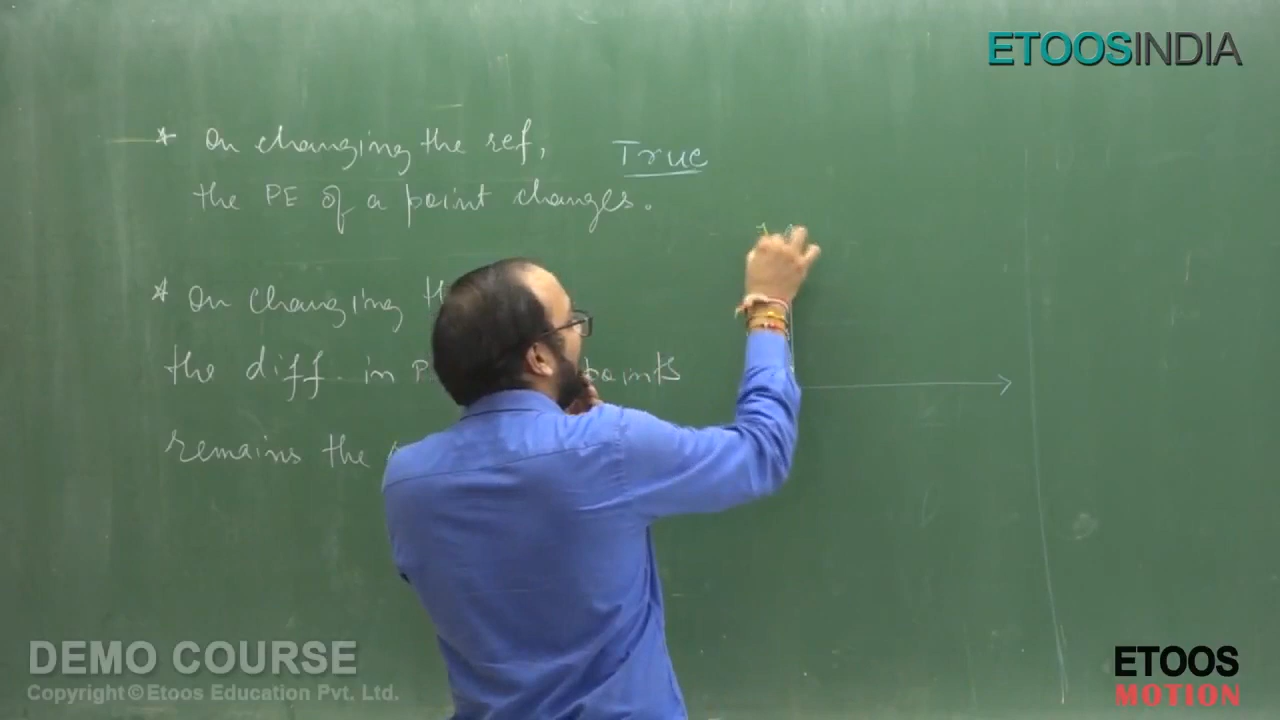 ETOOSINDIA
* On changing the ref, True
the PE of a point changes.
* On changing
the diff. in points
remains the
DEMO COURSE
Copyright © Etoos Education Pvt. Ltd.
ETOOS
MOTION